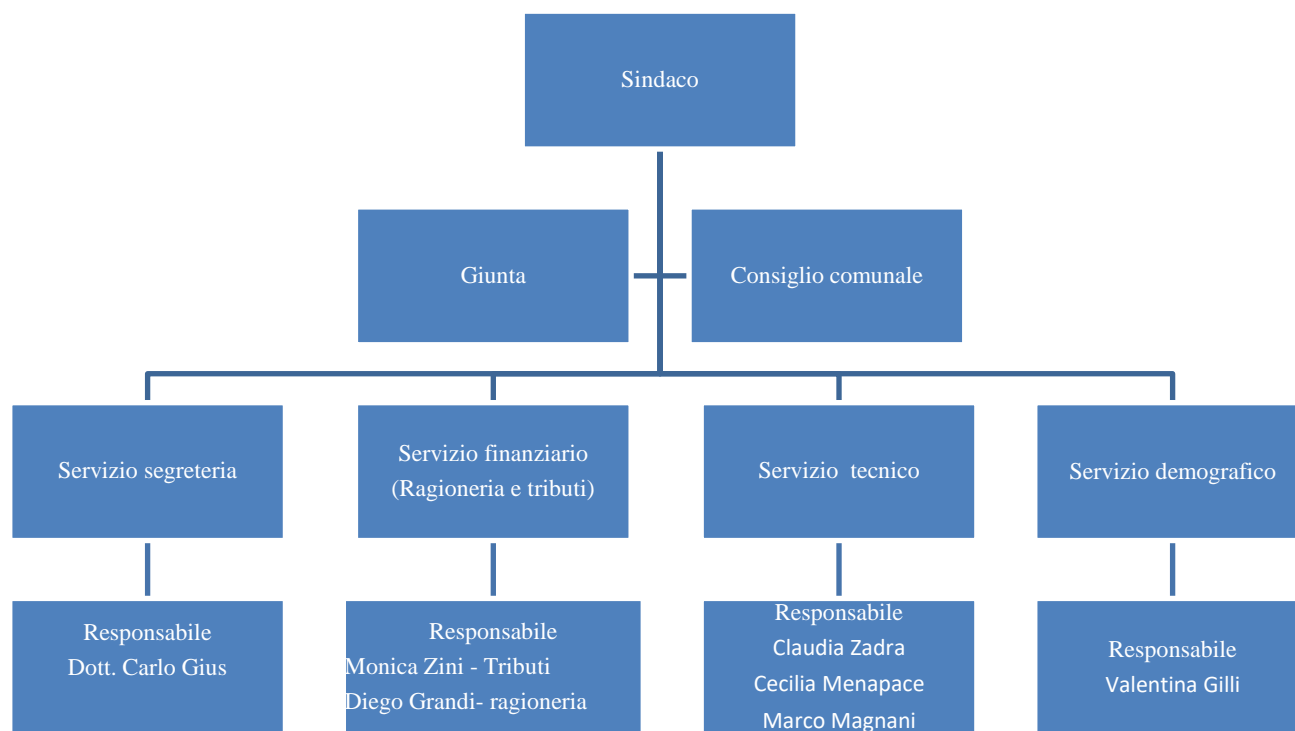 Sindaco
Giunta
Consiglio comunale
Servizio segreteria
Servizio finanziario
(Ragioneria e tributi)
Servizio tecnico
Servizio demografico
Responsabile
Dott. Carlo Gius
Responsabile
Monica Zini - Tributi
Diego Grandi- ragioneria
Responsabile
Claudia Zadra
Cecilia Menapace
Marco Magnani
Responsabile
Valentina Gilli